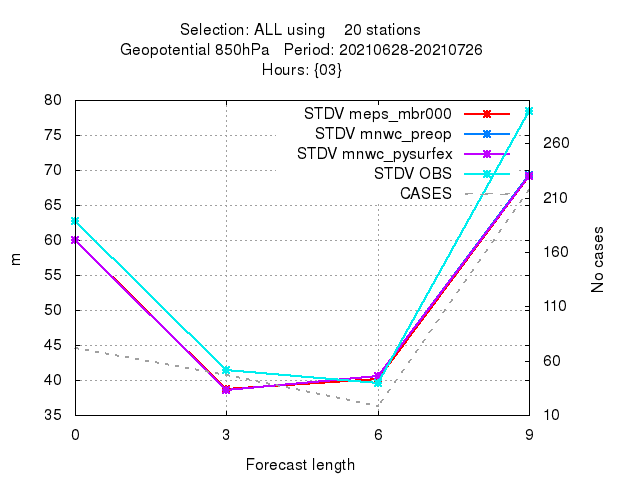 Selection: ALL using    20 stations
Geopotential 850hPa   Period: 20210628-20210726
Hours: {03}
STDV meps_mbr000
STDV mnwc_preop
STDV mnwc_pysurfex
STDV OBS
CASES
80
75
70
65
60
55
50
45
40
35
m
260
210
160
110
60
10
No cases
0 3 6 9
Forecast length